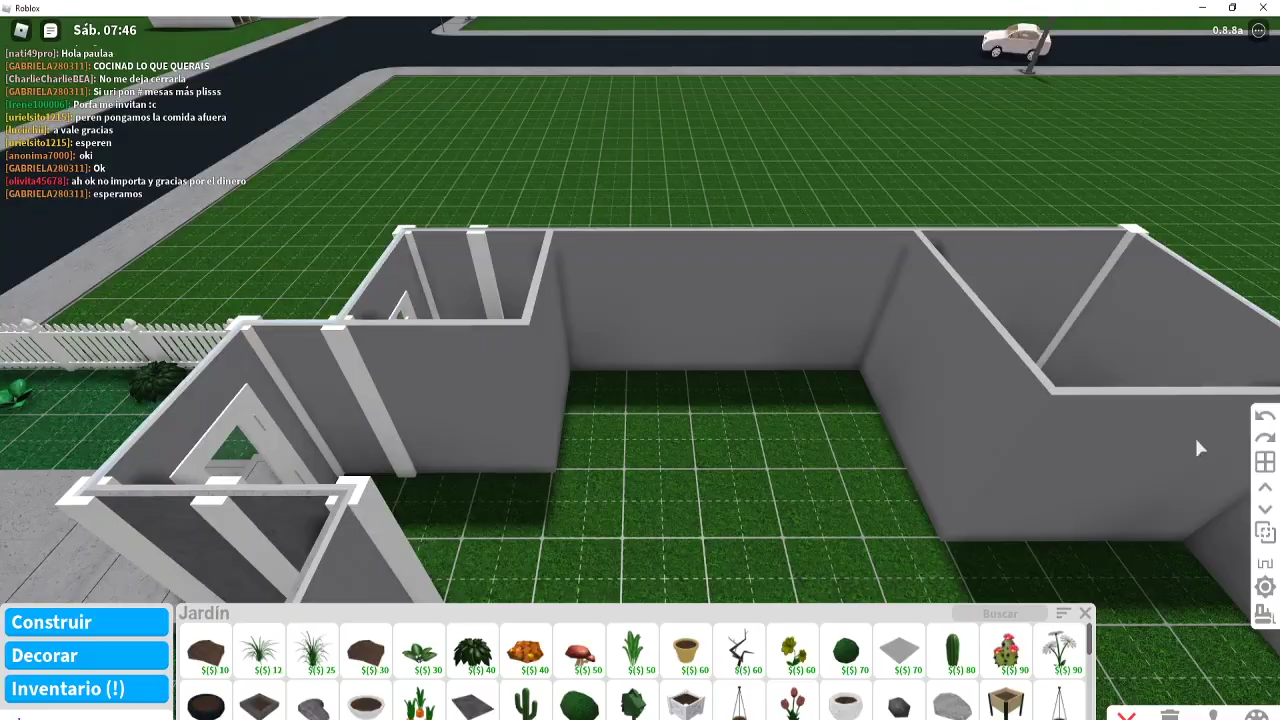 Roblox
Sáb. 07:46
0.8.8a
[nati49pro]: Hola paulaa
[GABRIELA280311]: COCINAD LO QUE QUERAIS
[CharlieCharlieBEA]: No me deja cerrarla
[GABRIELA280311]: Si uri pon # mesas más plisss
[Irene100006]: Porfa me invitan :c
[urielsito1215]: peren pongamos la comida afuera
[lucuchii]: a vale gracias
[urielsito1215]: esperen
[anonima7000]: oki
[GABRIELA280311]: Ok
[olivita45678]: ah ok no importa y gracias por el dinero
[GABRIELA280311]: esperamos
Construir
Decorar
Inventario (!)
Jardín
Buscar
$($) 10 $($) 12 $($) 25 $($) 30 $($) 30 $($) 40 $($) 40 $($) 50 $($) 50 $($) 60 $($) 60 $($) 60 $($) 70 $($) 70 $($) 80 $($) 90 $($) 90